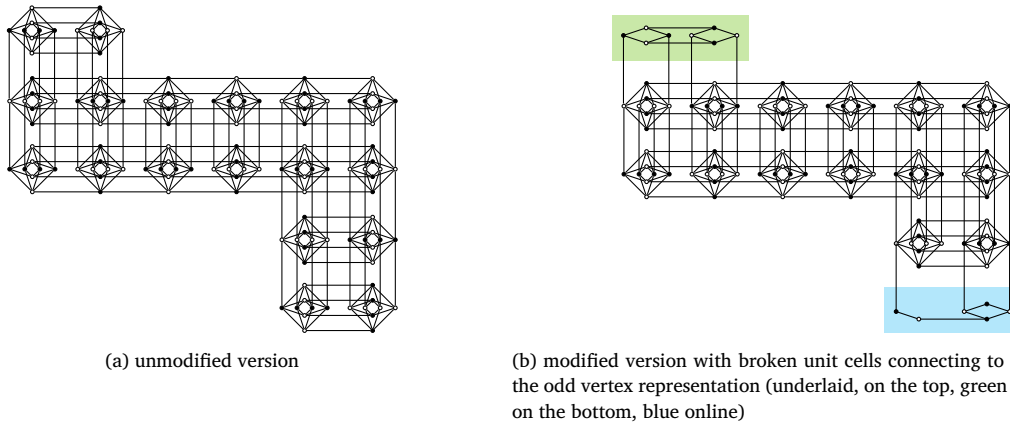 (a) unmodified version
(b) modified version with broken unit cells connecting to
the odd vertex representation (underlaid, on the top, green
on the bottom, blue online)